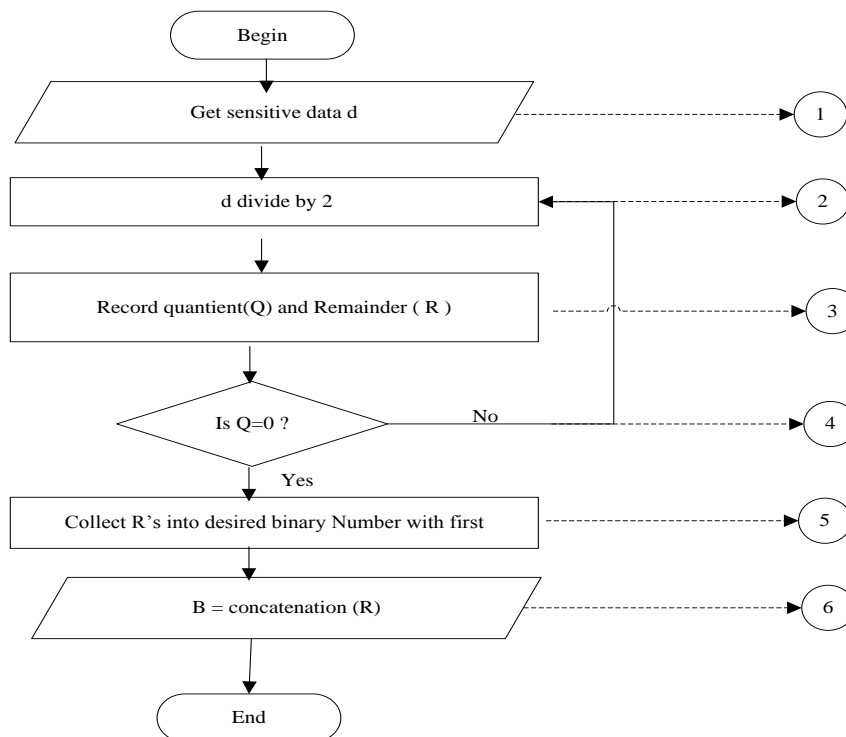 Begin
Get sensitive data d
1
d divide by 2
2
Record quantient(Q) and Remainder ( R )
3
Is Q=0 ?
No
4
Yes
Collect R’s into desired binary Number with first
5
B = concatenation (R)
6
End